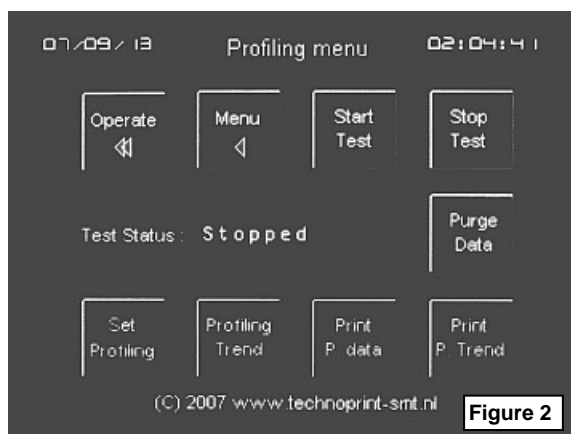 07/09/13 Profiling menu 02:04:41
Operate Menu Start Test Stop Test
Test Status : Stopped
Purge Data
Set Profiling Profiling Trend Print P. data Print P. Trend
(C) 2007 www.technoprint-smt.nl
Figure 2